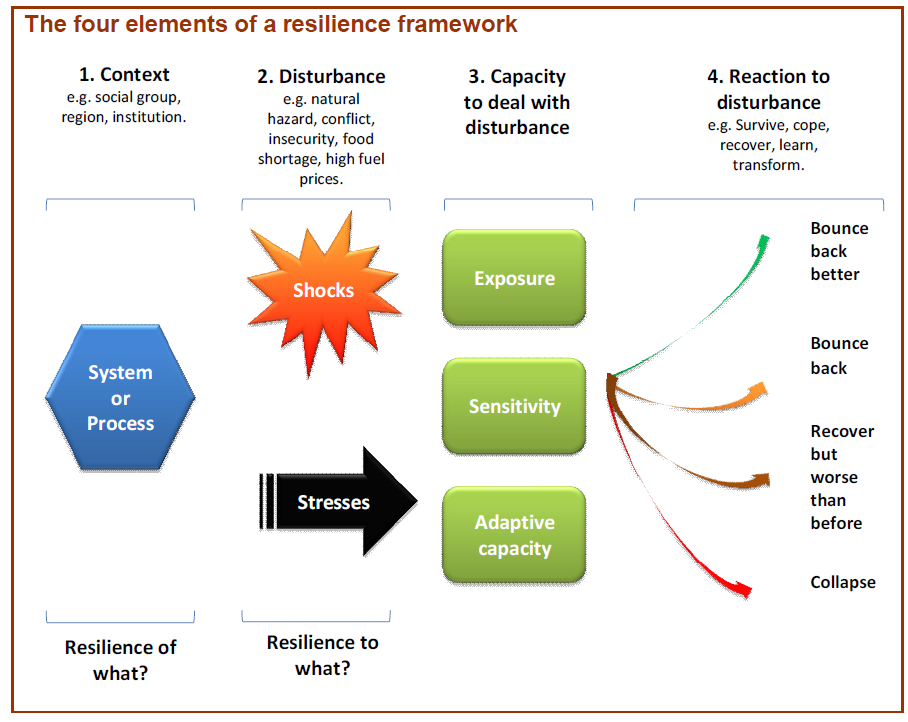 The four elements of a resilience framework
1. Context
e.g. social group,
region, institution.
2. Disturbance
e.g. natural
hazard, conflict,
insecurity, food
shortage, high fuel
prices.
3. Capacity
to deal with
disturbance
4. Reaction to
disturbance
e.g. Survive, cope,
recover, learn,
transform.
System
or
Process
Shocks
Stresses
Exposure
Sensitivity
Adaptive
capacity
Bounce
back
better
Bounce
back
Recover
but
worse
than
before
Collapse
Resilience of
what?
Resilience to
what?